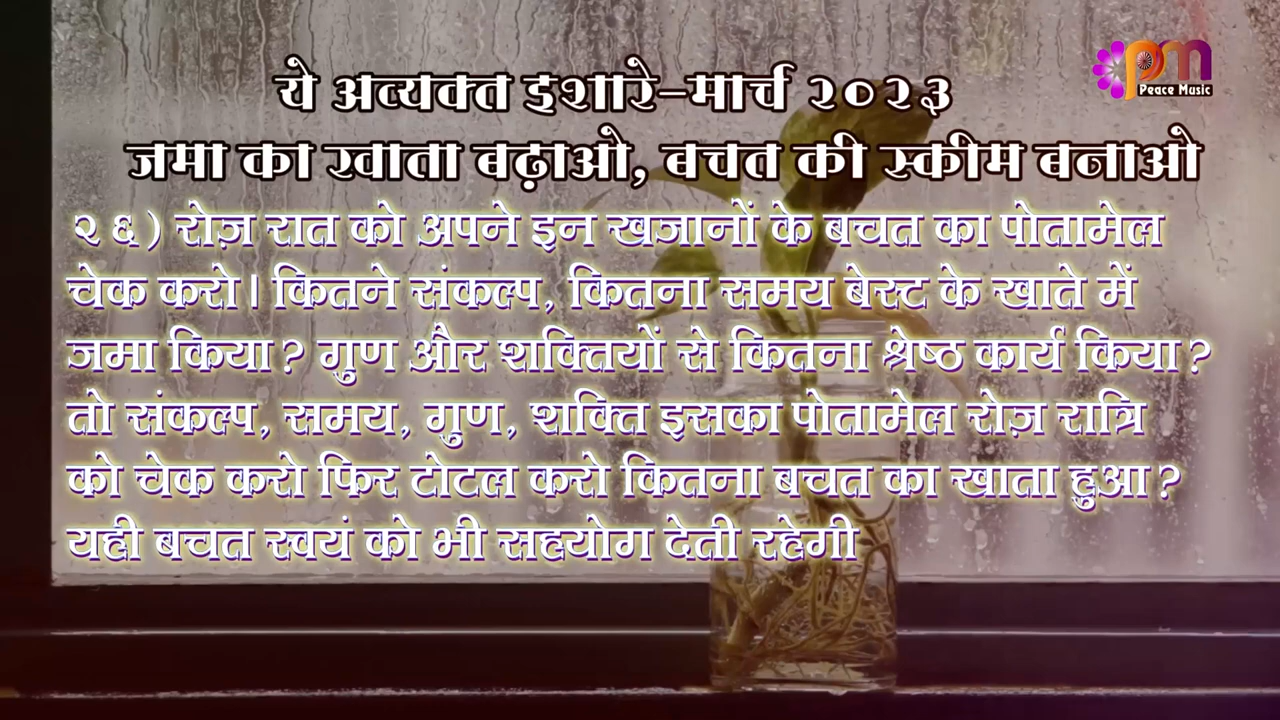 ये अव्यक्त इशारे-मार्च २०२३
pm
Peace Music
जमा का खाता बढ़ाओ, बचत की स्कीम बनाओ
२६) रोज़ रात को अपने इन खज़ानों के बचत का पोतामेल
चेक करो। कितने संकल्प, कितना समय बेस्ट के खाते में
जमा किया? गुण और शक्तियों से कितना श्रेष्ठ कार्य किया?
तो संकल्प, समय, गुण, शक्ति इसका पोतामेल रोज़ रात्रि
को चेक करो फिर टोटल करो कितना बचत का खाता हुआ?
यही बचत स्वयं को भी सहयोग देती रहेगी